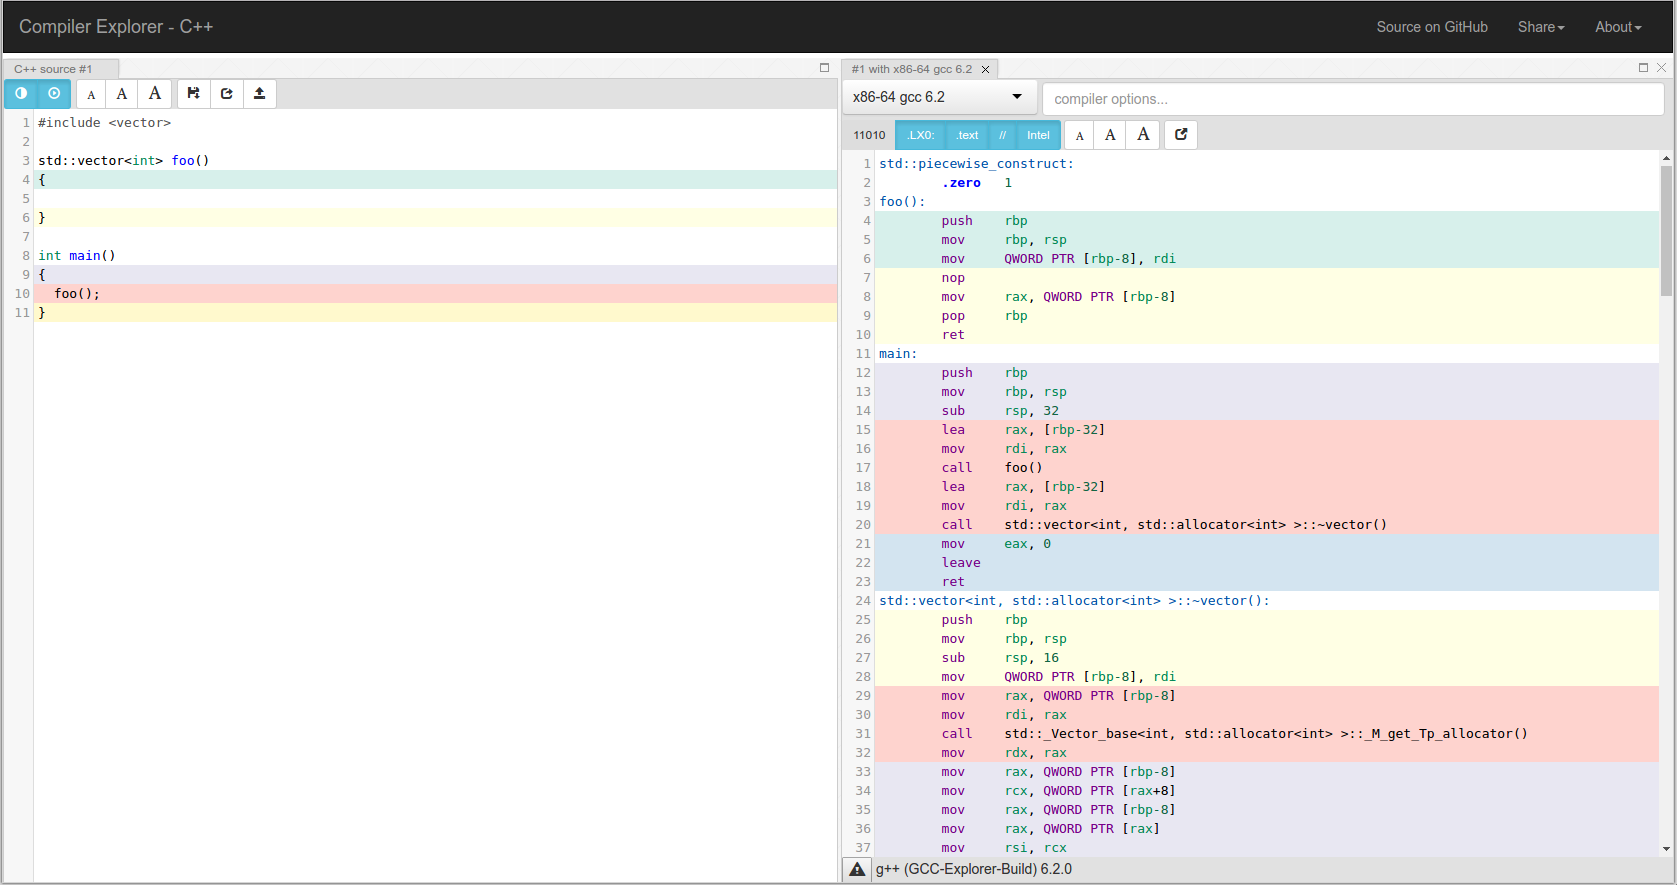 Compiler Explorer - C++
Source on GitHub Share About
C++ source #1
A A A
1 #include <vector>
2
3 std::vector<int> foo()
4 {
5
6 }
7
8 int main()
9 {
10 foo();
11 }
#1 with x86-64 gcc 6.2
x86-64 gcc 6.2 compiler options...
11010 .LX0: .text // Intel A A A
1 std::piecewise_construct:
2 .zero 1
3 foo():
4 push rbp
5 mov rbp, rsp
6 mov QWORD PTR [rbp-8], rdi
7 nop
8 mov rax, QWORD PTR [rbp-8]
9 pop rbp
10 ret
11 main:
12 push rbp
13 mov rbp, rsp
14 sub rsp, 32
15 lea rax, [rbp-32]
16 mov rdi, rax
17 call foo()
18 lea rax, [rbp-32]
19 mov rdi, rax
20 call std::vector<int, std::allocator<int> >::~vector()
21 mov eax, 0
22 leave
23 ret
24 std::vector<int, std::allocator<int> >::~vector():
25 push rbp
26 mov rbp, rsp
27 sub rsp, 16
28 mov QWORD PTR [rbp-8], rdi
29 mov rax, QWORD PTR [rbp-8]
30 mov rdi, rax
31 call std::_Vector_base<int, std::allocator<int> >::_M_get_Tp_allocator()
32 mov rdx, rax
33 mov rax, QWORD PTR [rbp-8]
34 mov rcx, QWORD PTR [rax+8]
35 mov rax, QWORD PTR [rbp-8]
36 mov rax, QWORD PTR [rax]
37 mov rsi, rcx
g++ (GCC-Explorer-Build) 6.2.0